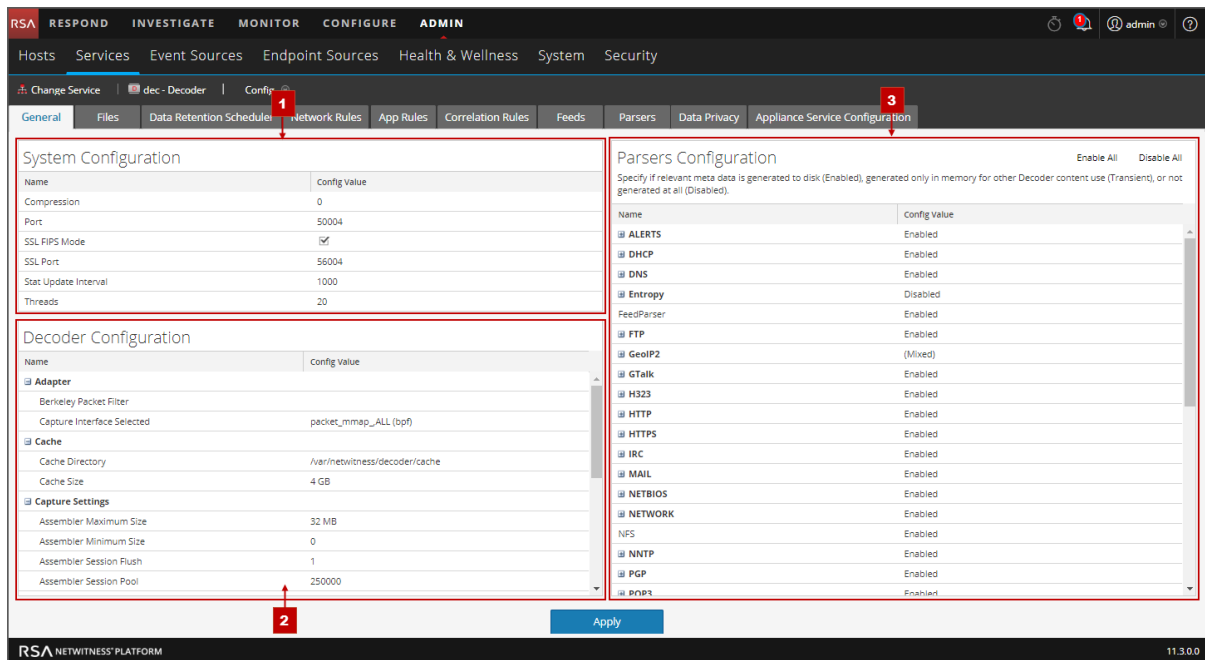 RSA RESPOND INVESTIGATE MONITOR CONFIGURE ADMIN 1 admin ?
Hosts Services Event Sources Endpoint Sources Health & Wellness System Security
Change Service | dec - Decoder | Config
1
3
General Files Data Retention Scheduler Network Rules App Rules Correlation Rules Feeds Parsers Data Privacy Appliance Service Configuration
System Configuration
Name Config Value
Compression 0
Port 50004
SSL FIPS Mode
SSL Port 56004
Stat Update Interval 1000
Threads 20
Decoder Configuration
Name Config Value
Adapter
Berkeley Packet Filter
Capture Interface Selected packet_mmap_,ALL (bpf)
Cache
Cache Directory /var/netwitness/decoder/cache
Cache Size 4 GB
Capture Settings
Assembler Maximum Size 32 MB
Assembler Minimum Size 0
Assembler Session Flush 1
Assembler Session Pool 250000
2
Parsers Configuration Enable All Disable All
Specify if relevant meta data is generated to disk (Enabled), generated only in memory for other Decoder content use (Transient), or not
generated at all (Disabled).
Name Config Value
ALERTS Enabled
DHCP Enabled
DNS Enabled
Entropy Disabled
FeedParser Enabled
FTP Enabled
GeoIP2 (Mixed)
GTalk Enabled
H323 Enabled
HTTP Enabled
HTTPS Enabled
IRC Enabled
MAIL Enabled
NETBIOS Enabled
NETWORK Enabled
NFS Enabled
NNTP Enabled
PGP Enabled
POP3 Enabled
Apply
RSA NETWITNESS® PLATFORM 11.3.0.0